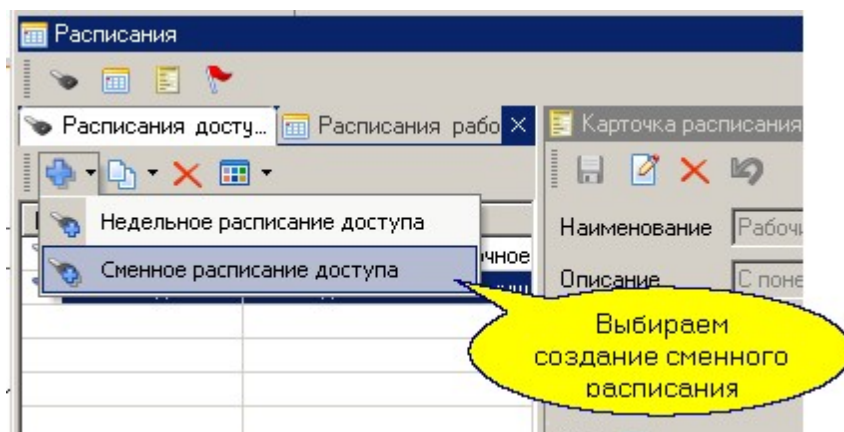 Расписания
Расписания досту... Расписания рабо
Карточка расписания
Недельное расписание доступа
Сменное расписание доступа
Наименование
Описание
С поне
Выбираем
создание сменного
расписания